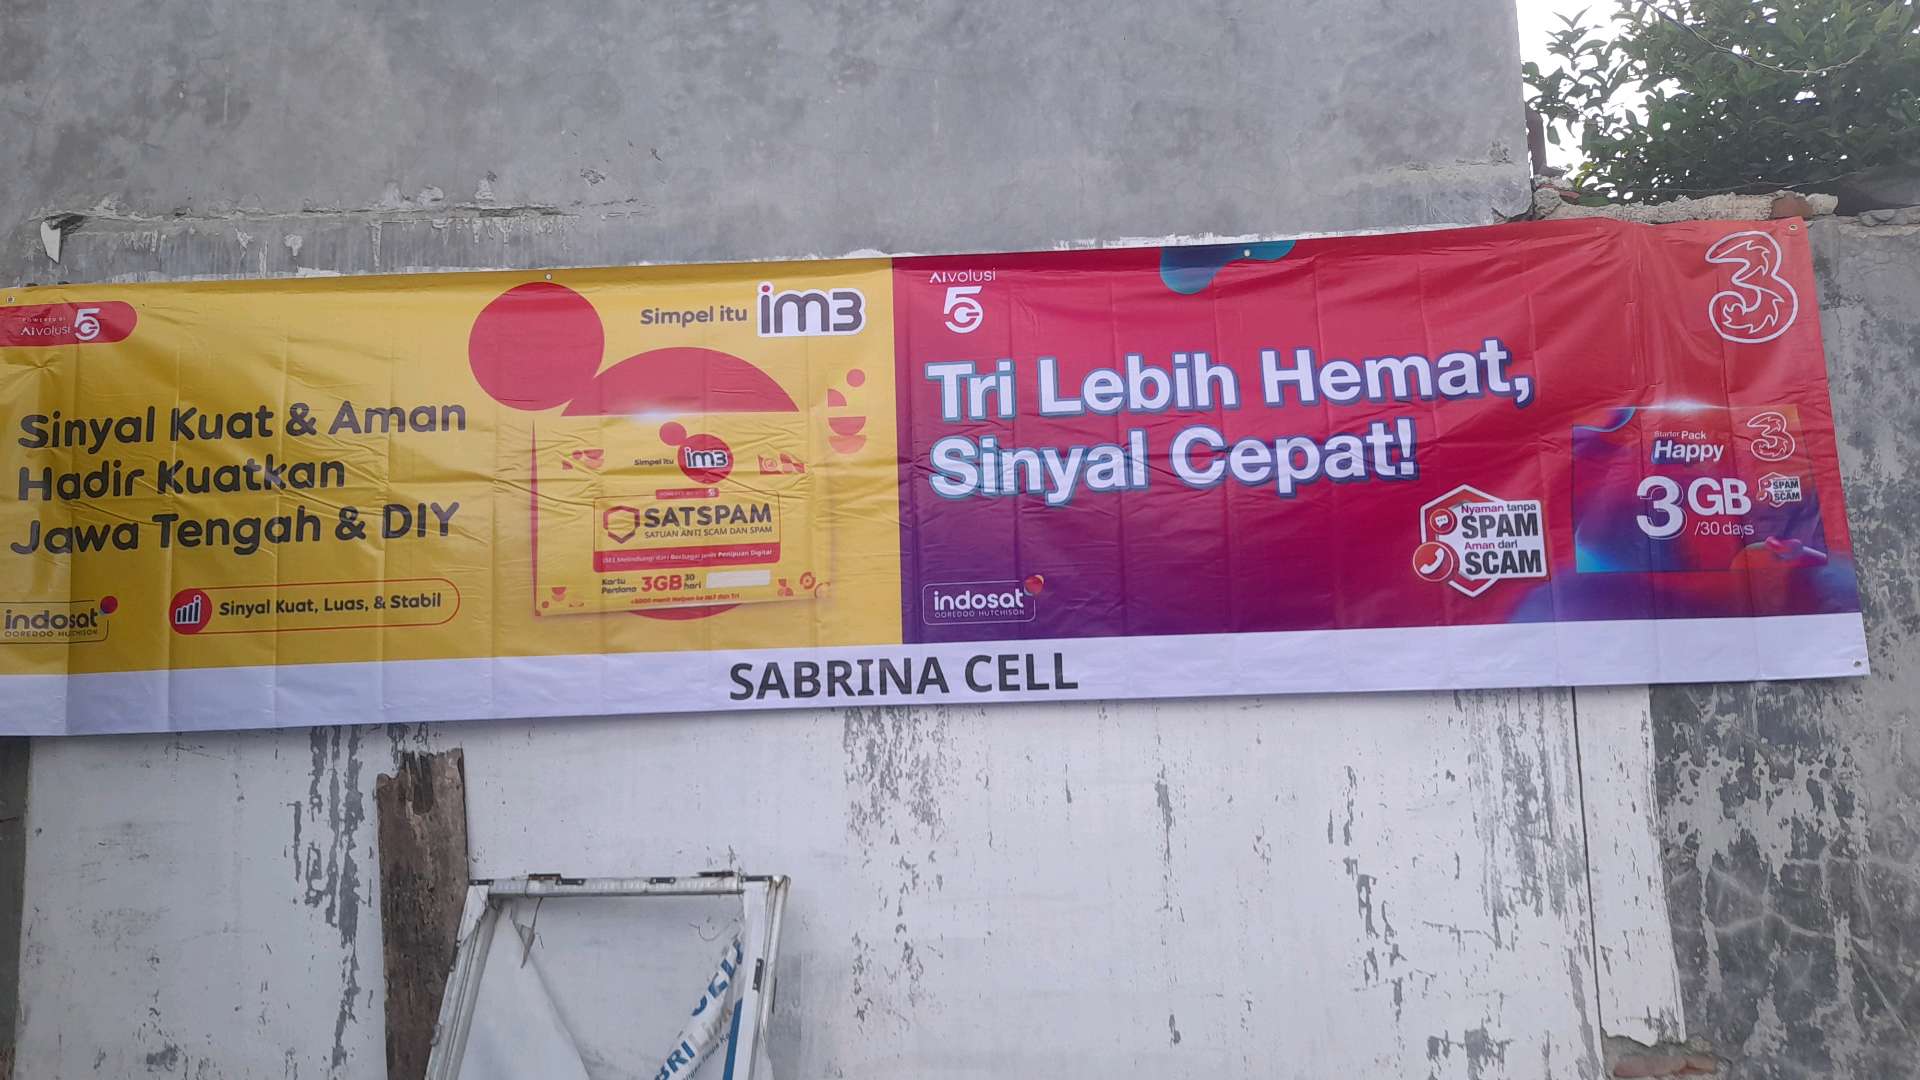 POWERED BY
AIvolusi 5G
Simpel itu im3
Sinyal Kuat & Aman
Hadir Kuatkan
Jawa Tengah & DIY
Simpel itu im3
SATSPAM
SATUAN ANTI SCAM DAN SPAM
Kartu Perdana 3GB 30 hari
indosat
OOREDOO HUTCHISON
Sinyal Kuat, Luas, & Stabil
AIvolusi
5G
3
Tri Lebih Hemat,
Sinyal Cepat!
Nyaman tanpa
SPAM
Aman dari
SCAM
Starter Pack
Happy
3
3GB
/30 days
SPAM
SCAM
indosat
OOREDOO HUTCHISON
SABRINA CELL